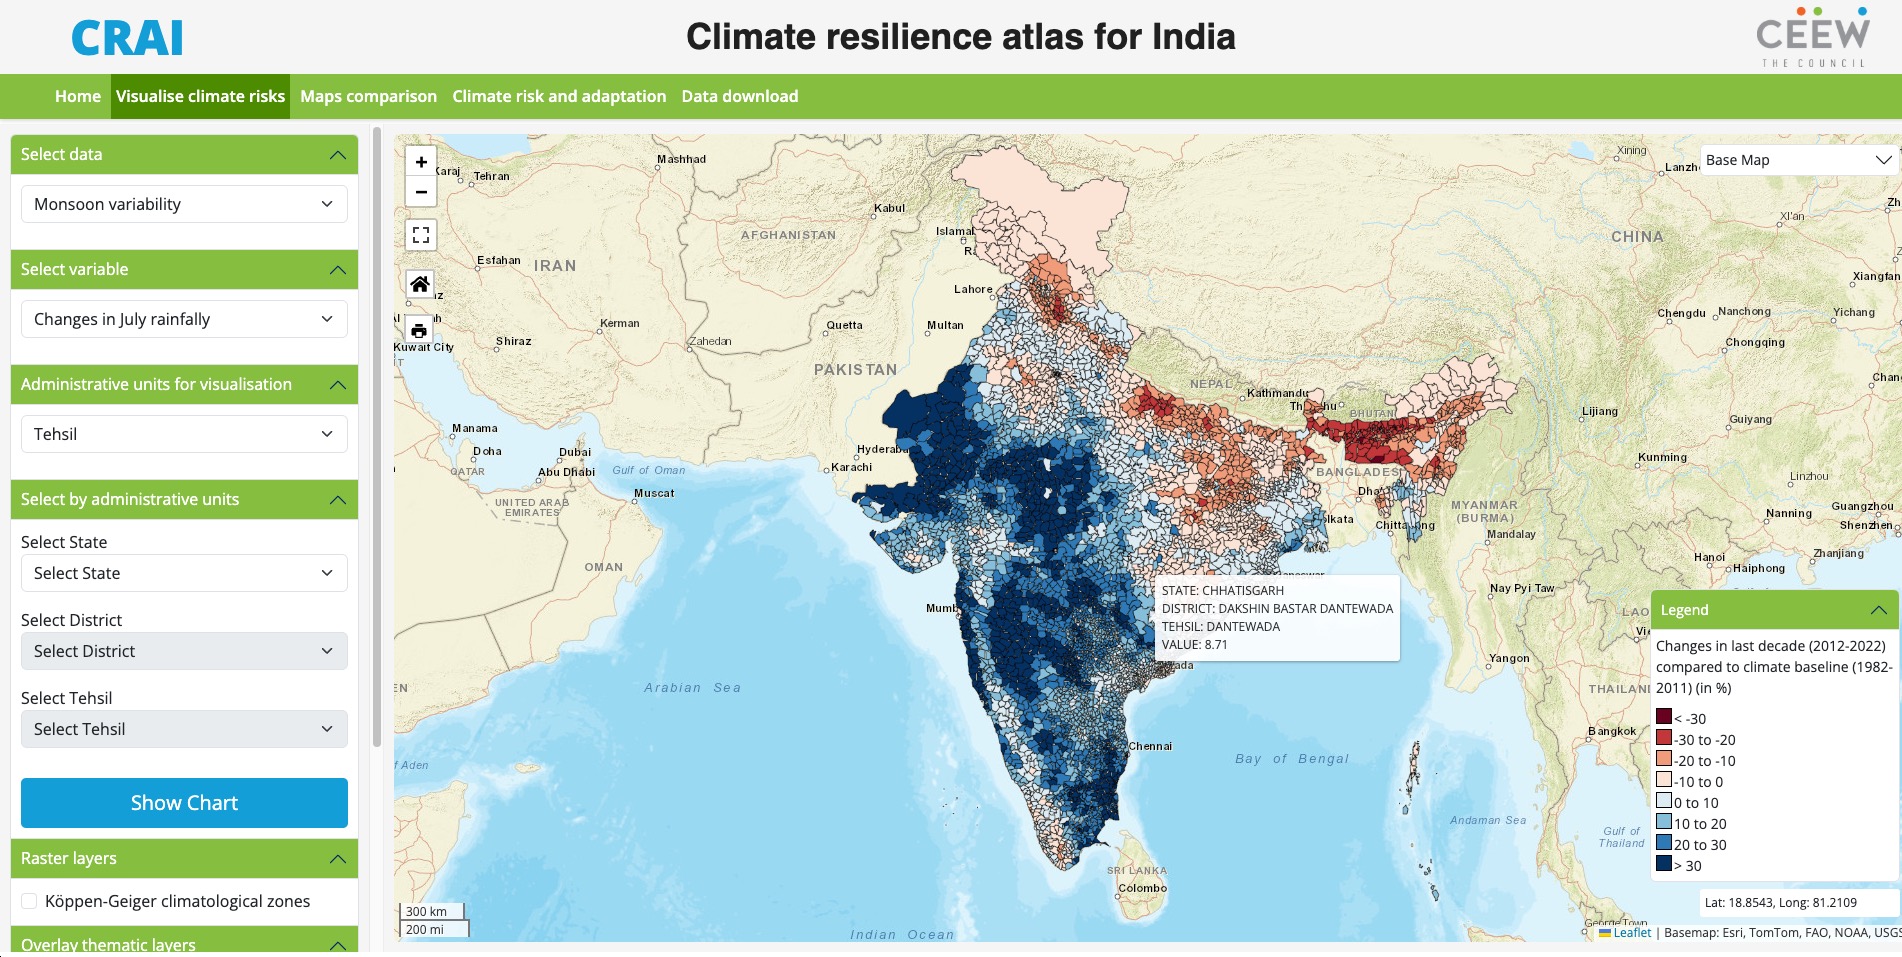 CRAI
Climate resilience atlas for India
CEEW
THE COUNCIL
Home
Visualise climate risks
Maps comparison
Climate risk and adaptation
Data download
Select data
Monsoon variability
Select variable
Changes in July rainfally
Administrative units for visualisation
Tehsil
Select by administrative units
Select State
Select State
Select District
Select District
Select Tehsil
Select Tehsil
Show Chart
Raster layers
Köppen-Geiger climatological zones
Overlay thematic layers
+
−
Base Map
Karaj
Tehran
Mashhad
Kabul
AFGHANISTAN
Esfahan
IRAN
Lahore
Kerman
Quetta
Multan
Shiraz
Zahedan
Kuwait City
PAKISTAN
Manama
Doha
QATAR
Dubai
Abu Dhabi
Gulf of Oman
Karachi
Muscat
UNITED ARAB
EMIRATES
OMAN
Arabian Sea
Xining
Xi'an
CHINA
Xiangfan
Chengdu
Nanchong
Yichang
Chongqing
NEPAL
Kathmandu
BHUTAN
Lijiang
Guiyang
BANGLADESH
Kunming
Linzhou
MYANMAR
(BURMA)
Guangzhou
Nanning
Shenzhen
Mandalay
Zhanjiang
Hanoi
Haiphong
Nay Pyi Taw
Yangon
Bangkok
Chennai
Bay of Bengal
Andaman Sea
Gulf of
Thailand
SRI LANKA
Colombo
Indian Ocean
STATE: CHHATISGARH
DISTRICT: DAKSHIN BASTAR DANTEWADA
TEHSIL: DANTEWADA
VALUE: 8.71
Legend
Changes in last decade (2012-2022)
compared to climate baseline (1982-
2011) (in %)
< -30
-30 to -20
-20 to -10
-10 to 0
0 to 10
10 to 20
20 to 30
> 30
300 km
200 mi
Lat: 18.8543, Long: 81.2109
Leaflet | Basemap: Esri, TomTom, FAO, NOAA, USGS